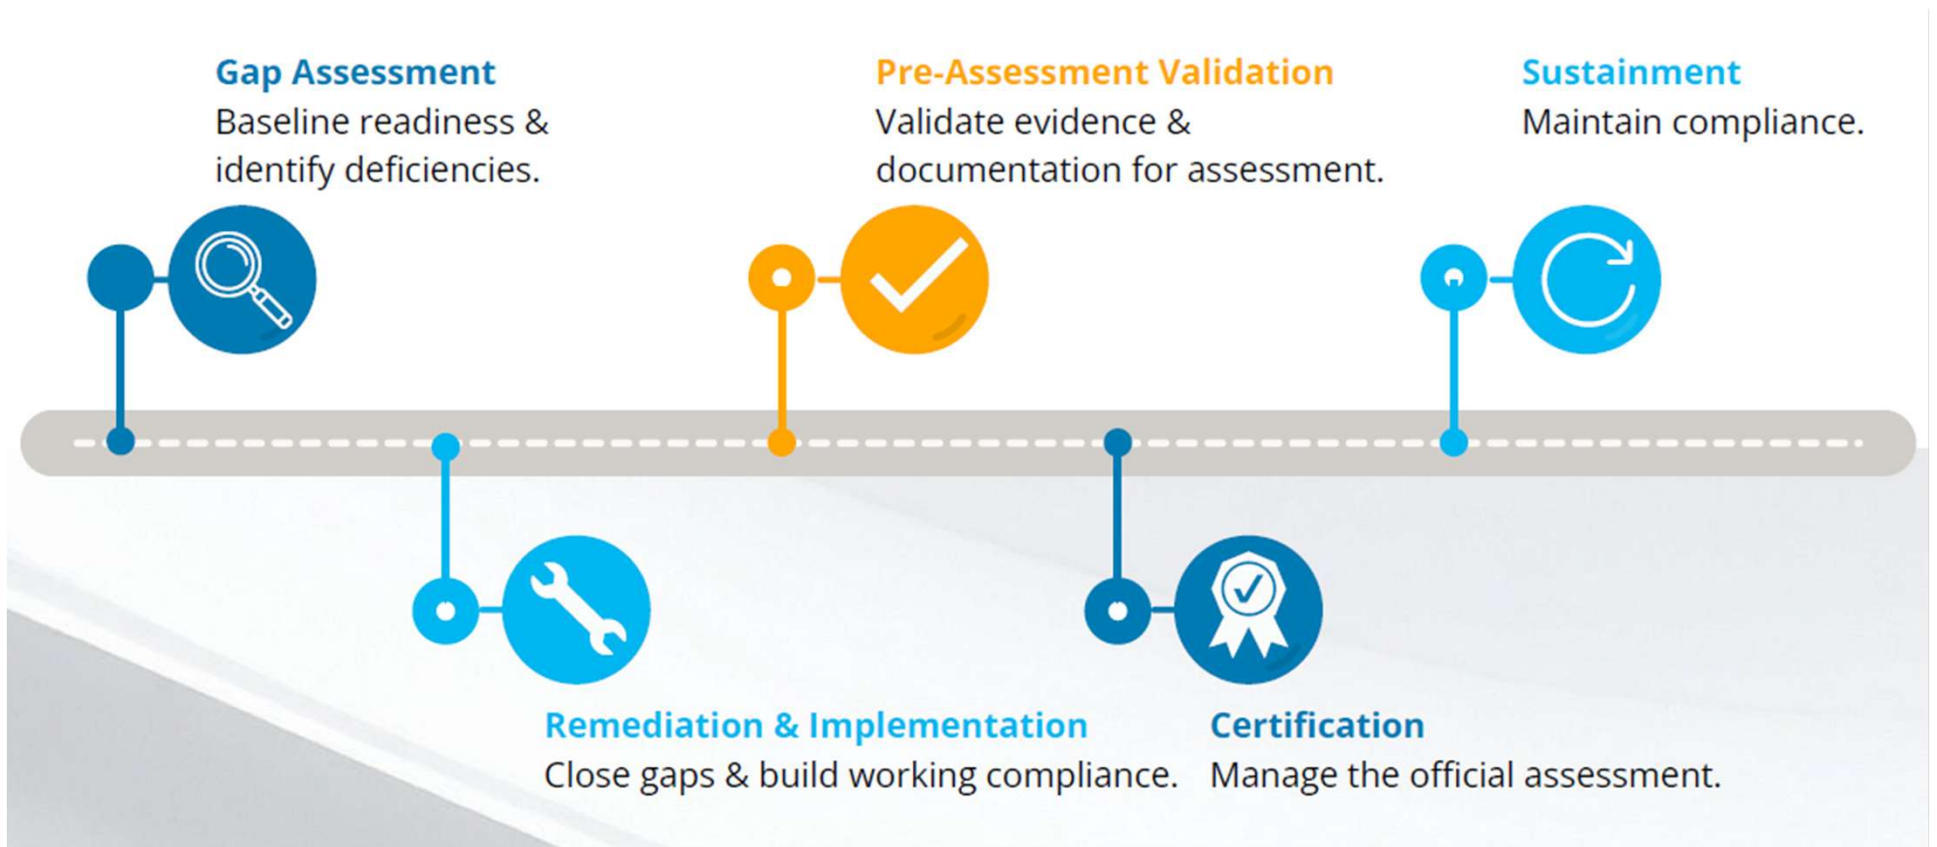 Gap Assessment
Baseline readiness &
identify deficiencies.
Pre-Assessment Validation
Validate evidence &
documentation for assessment.
Sustainment
Maintain compliance.
Remediation & Implementation
Close gaps & build working compliance.
Certification
Manage the official assessment.